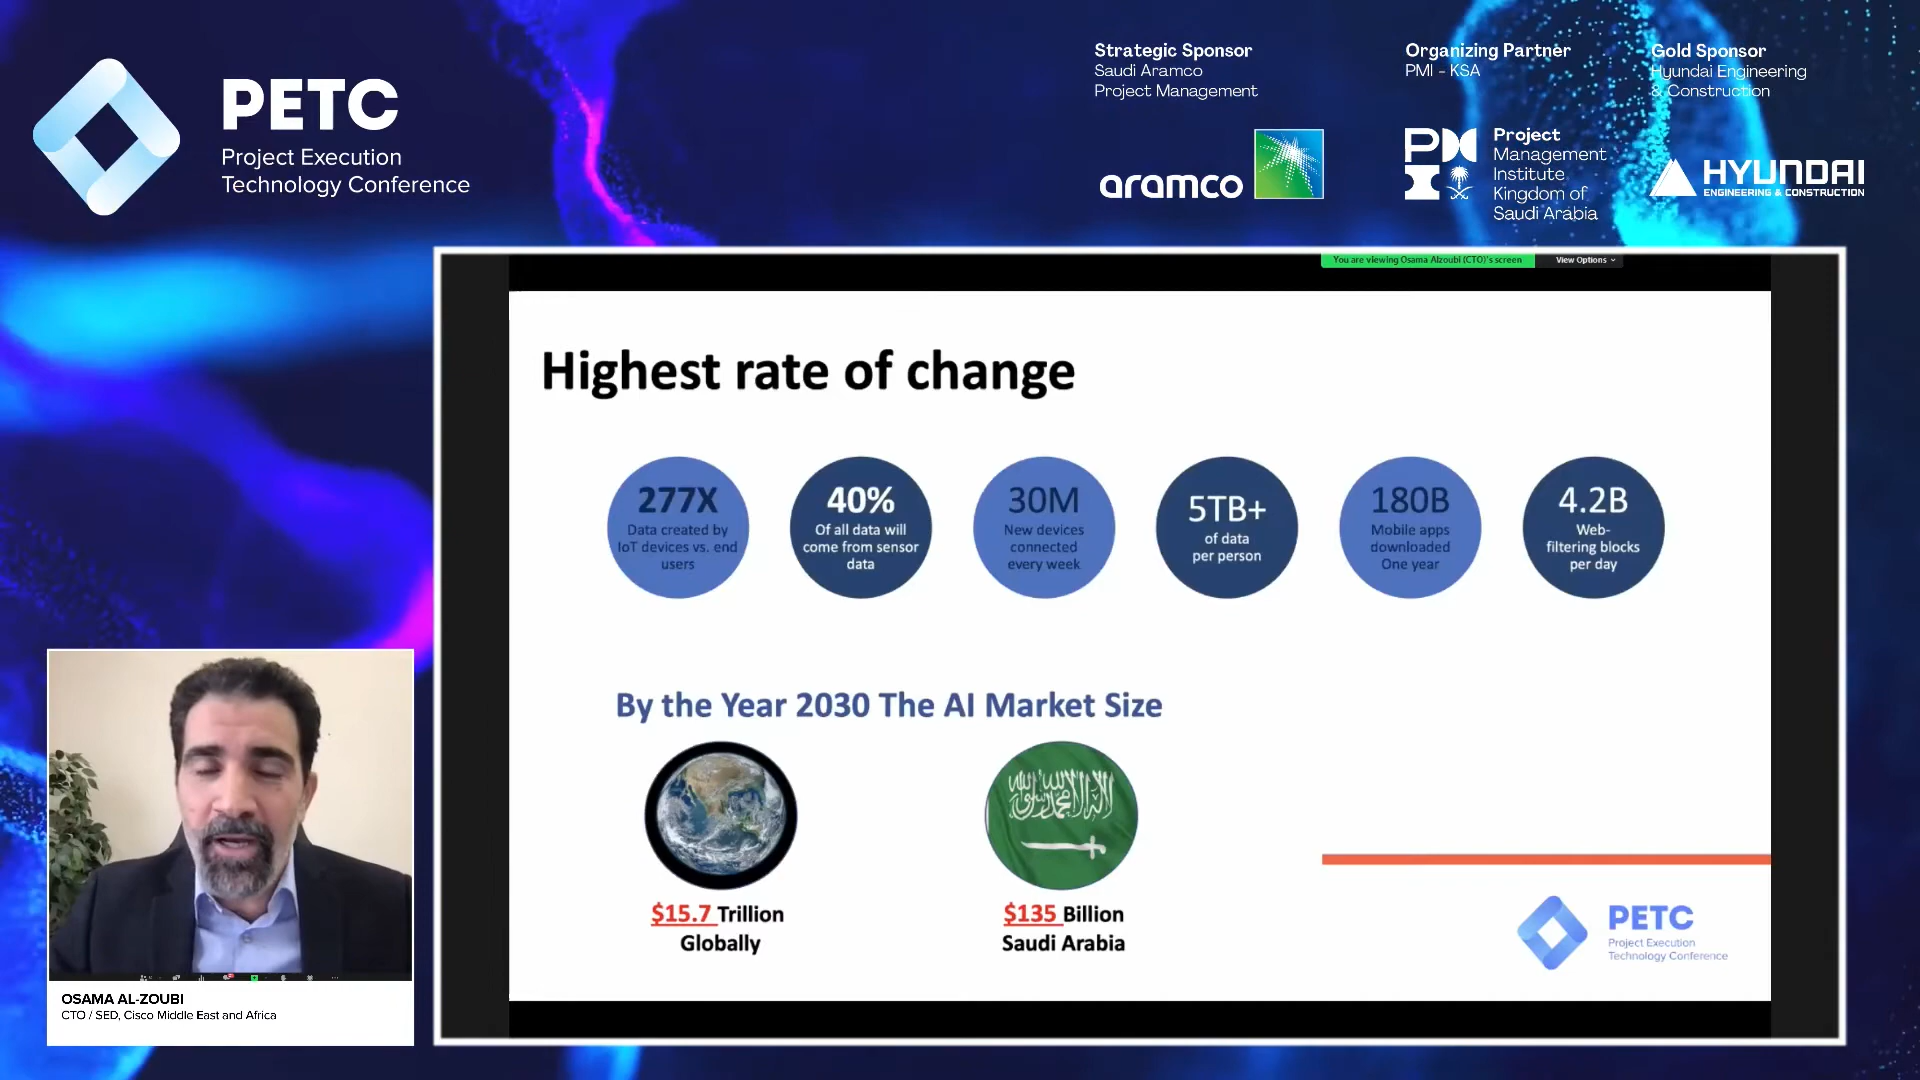 PETC
Project Execution
Technology Conference
Strategic Sponsor
Saudi Aramco
Project Management
aramco
Organizing Partner
PMI - KSA
PMI
Project
Management
Institute
Kingdom of
Saudi Arabia
Gold Sponsor
Hyundai Engineering
& Construction
HYUNDAI
ENGINEERING & CONSTRUCTION
You are viewing Osama Alzoubi (CTO)'s screen
View Options
Highest rate of change
277X
Data created by
IoT devices vs. end
users
40%
Of all data will
come from sensor
data
30M
New devices
connected
every week
5TB+
of data
per person
180B
Mobile apps
downloaded
One year
4.2B
Web-
filtering blocks
per day
By the Year 2030 The AI Market Size
$15.7 Trillion
Globally
$135 Billion
Saudi Arabia
PETC
Project Execution
Technology Conference
OSAMA AL-ZOUBI
CTO / SED, Cisco Middle East and Africa